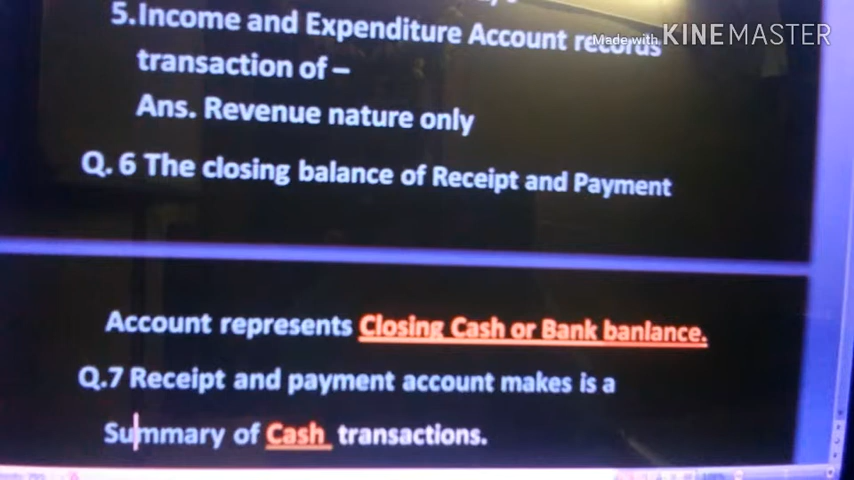 5.Income and Expenditure Account records
Made with KINEMASTER
transaction of –
Ans. Revenue nature only
Q. 6 The closing balance of Receipt and Payment
Account represents Closing Cash or Bank banlance.
Q.7 Receipt and payment account makes is a
Summary of Cash transactions.